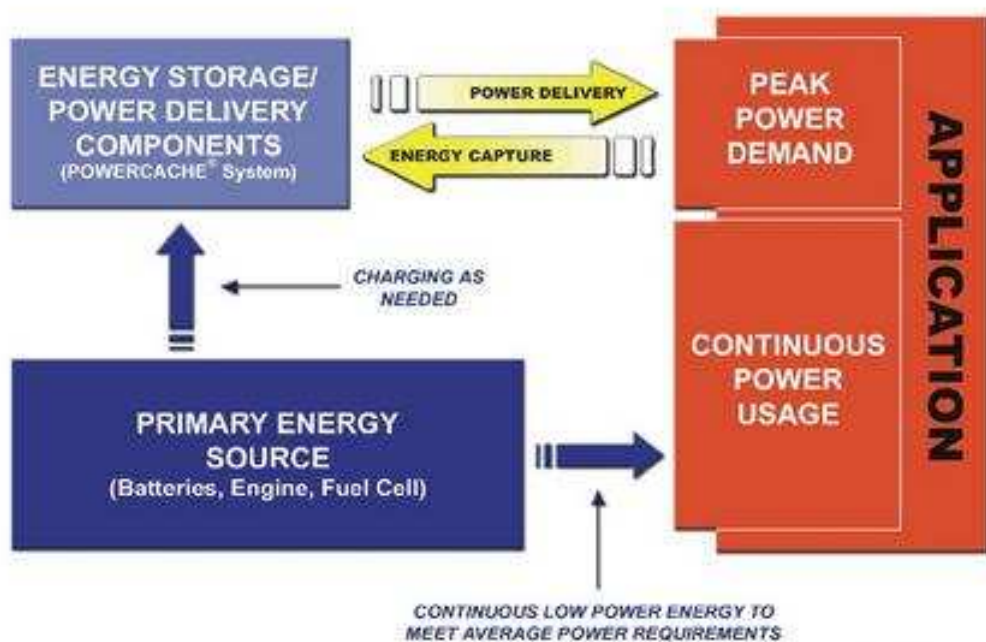 ENERGY STORAGE/
POWER DELIVERY
COMPONENTS
(POWERCACHE® System)
POWER DELIVERY
ENERGY CAPTURE
PEAK
POWER
DEMAND
APPLICATION
CHARGING AS
NEEDED
CONTINUOUS
POWER
USAGE
PRIMARY ENERGY
SOURCE
(Batteries, Engine, Fuel Cell)
CONTINUOUS LOW POWER ENERGY TO
MEET AVERAGE POWER REQUIREMENTS